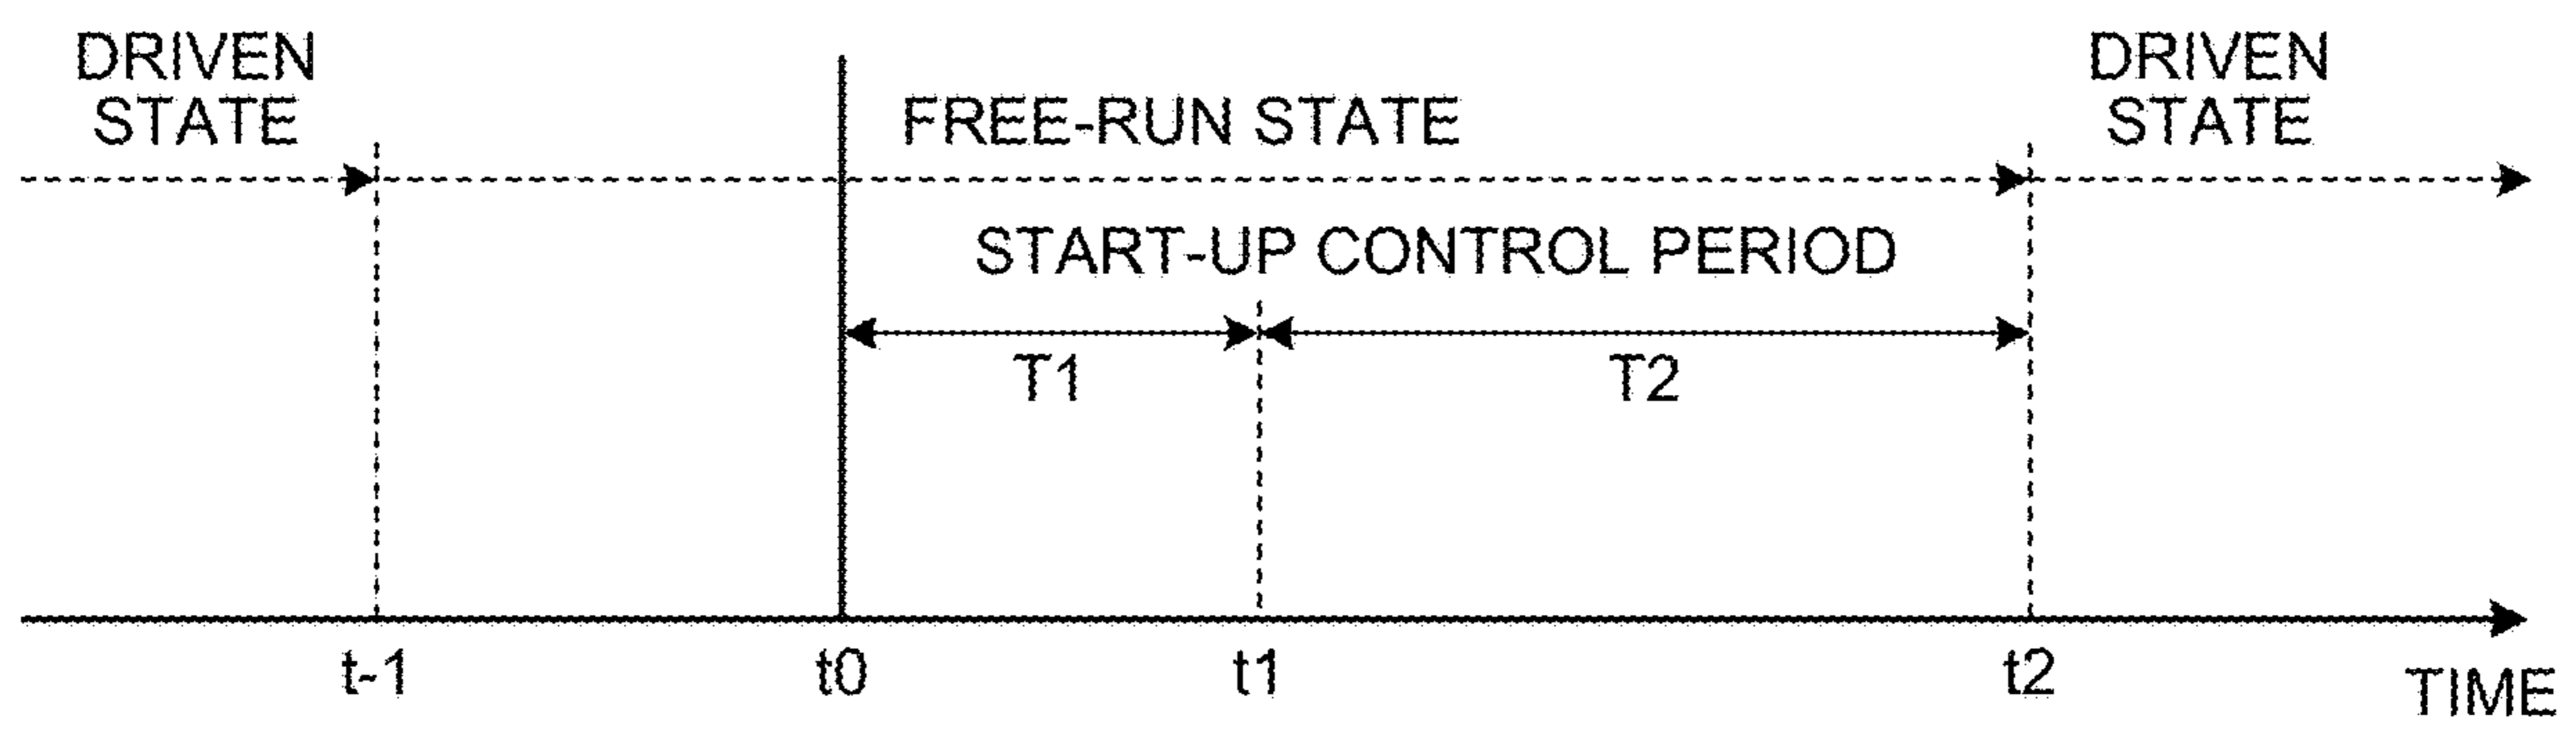 DRIVEN
STATE
FREE-RUN STATE
DRIVEN
STATE
START-UP CONTROL PERIOD
T1
T2
t-1
t0
t1
t2
TIME